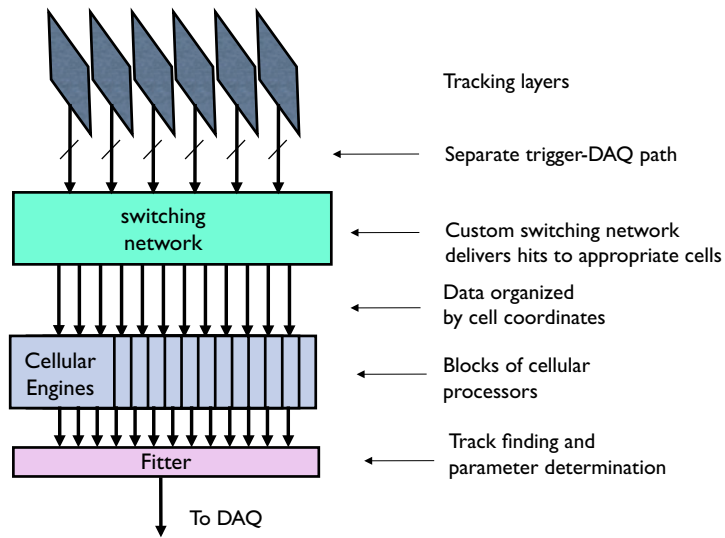 Tracking layers
Separate trigger-DAQ path
switching
network
Custom switching network
delivers hits to appropriate cells
Data organized
by cell coordinates
Cellular
Engines
Blocks of cellular
processors
Fitter
Track finding and
parameter determination
To DAQ